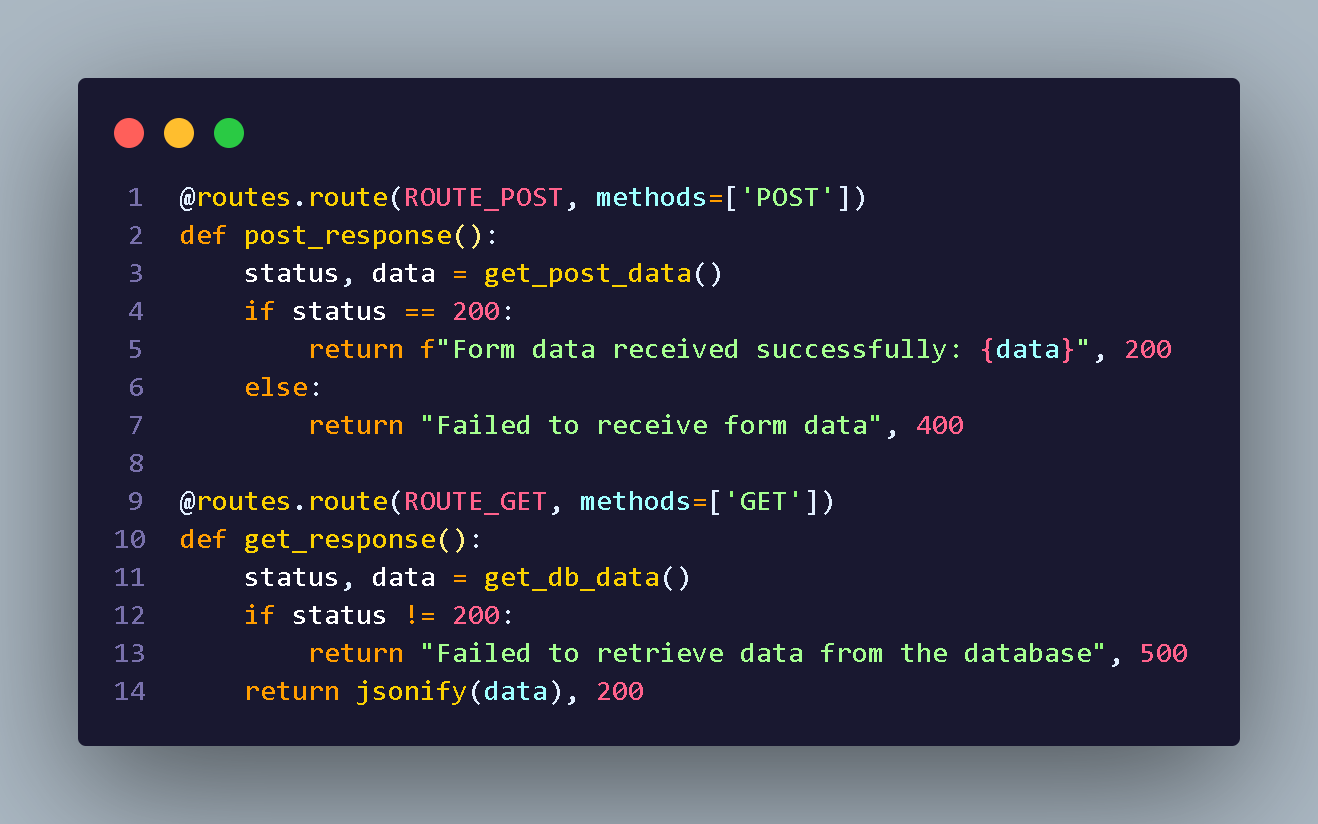 1 @routes.route(ROUTE_POST, methods=['POST'])
2 def post_response():
3     status, data = get_post_data()
4     if status == 200:
5         return f"Form data received successfully: {data}", 200
6     else:
7         return "Failed to receive form data", 400
8
9 @routes.route(ROUTE_GET, methods=['GET'])
10 def get_response():
11     status, data = get_db_data()
12     if status != 200:
13         return "Failed to retrieve data from the database", 500
14     return jsonify(data), 200